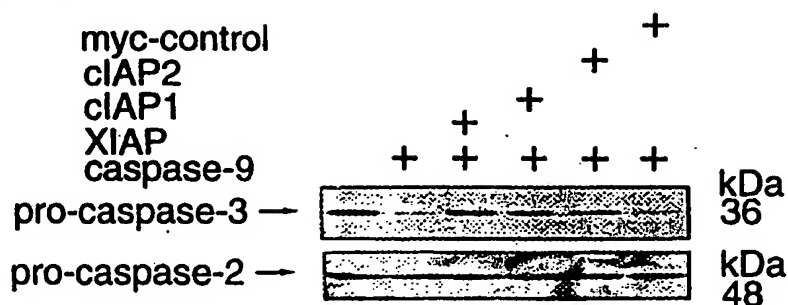 myc-control +
cIAP2 +
cIAP1 +
XIAP +
caspase-9 + + + + +
pro-caspase-3 → kDa 36
pro-caspase-2 → kDa 48